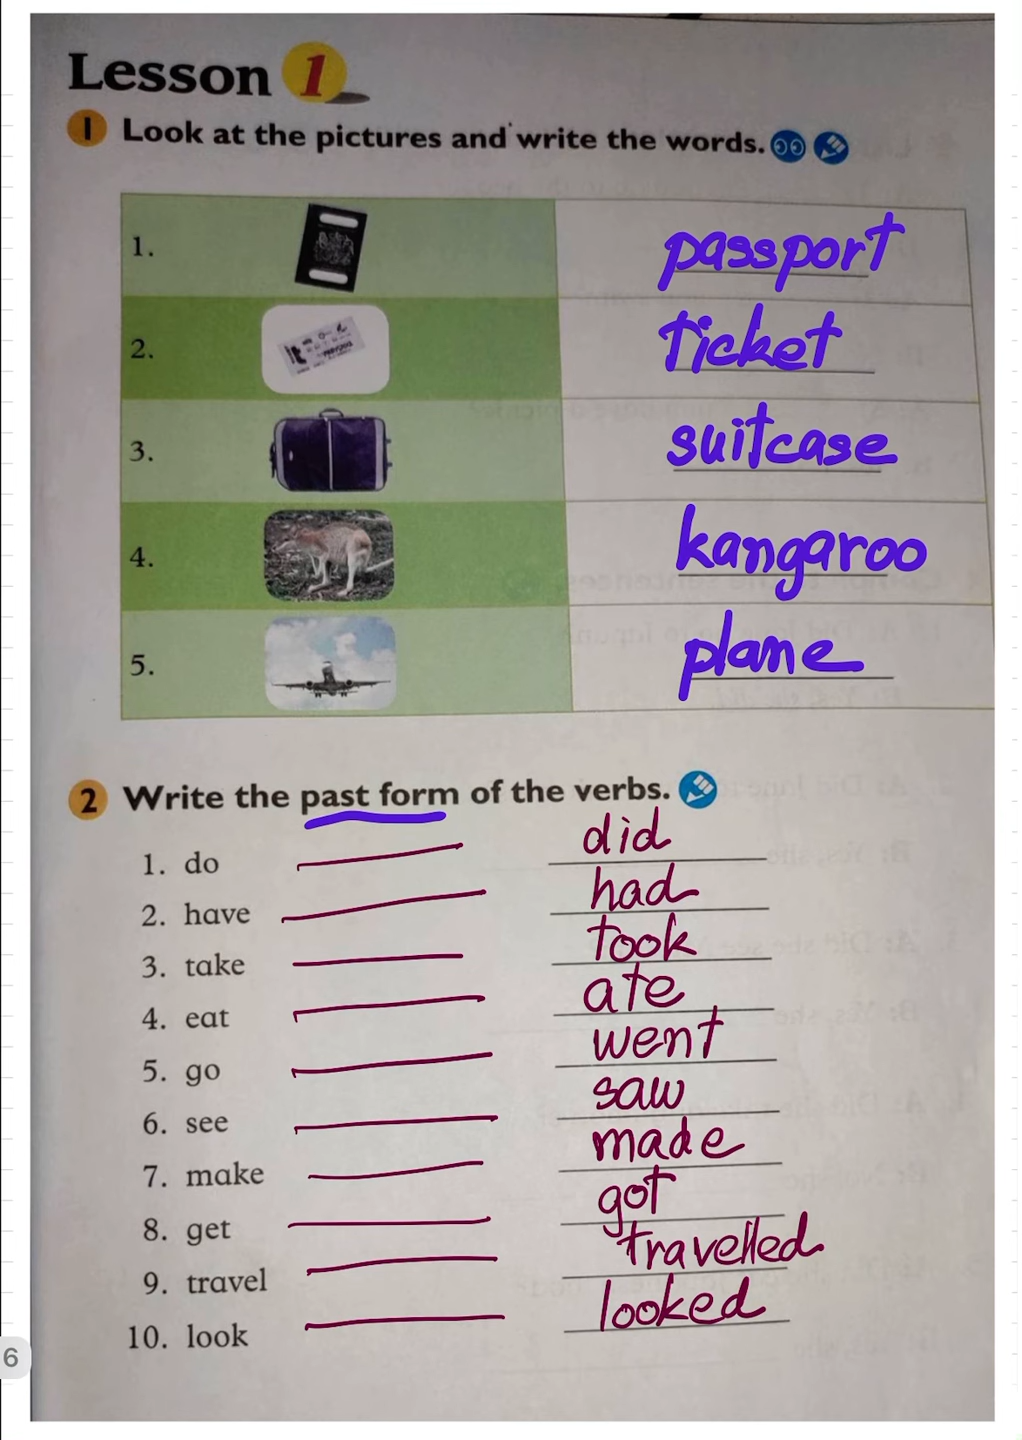 Lesson 1
1 Look at the pictures and write the words.
1. passport
2. ticket
3. suitcase
4. kangaroo
5. plane
2 Write the past form of the verbs.
1. do did
2. have had
3. take took
4. eat ate
5. go went
6. see saw
7. make made
8. get got
9. travel travelled
10. look looked
6